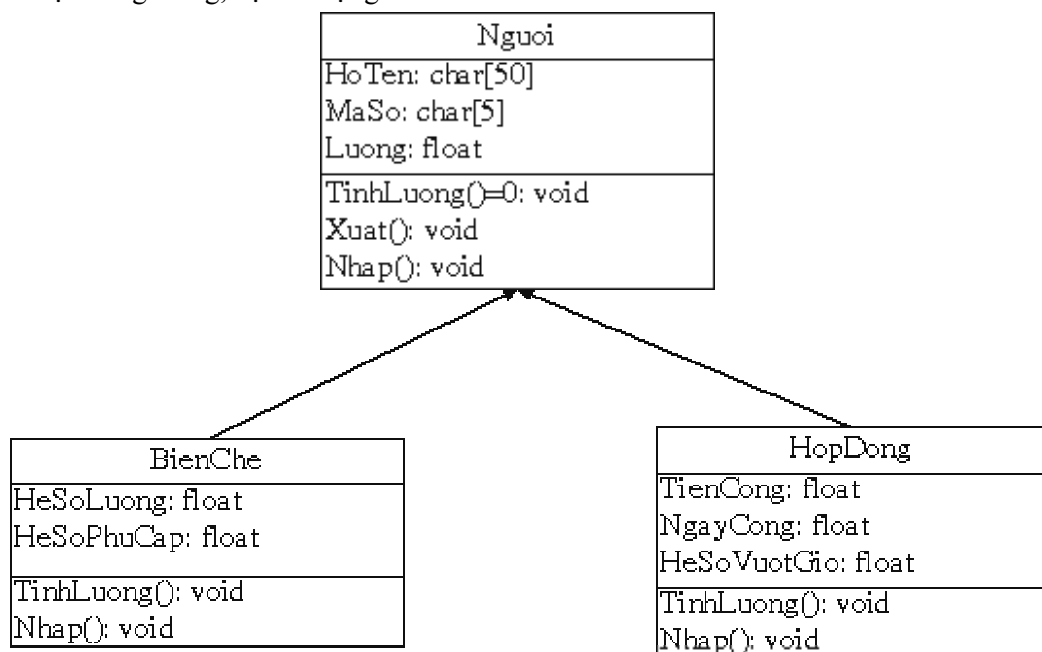 Nguoi
HoTen: char[50]
MaSo: char[5]
Luong: float
TinhLuong()=0: void
Xuat(): void
Nhap(): void
BienChe
HeSoLuong: float
HeSoPhuCap: float
TinhLuong(): void
Nhap(): void
HopDong
TienCong: float
NgayCong: float
HeSoVuotGio: float
TinhLuong(): void
Nhap(): void